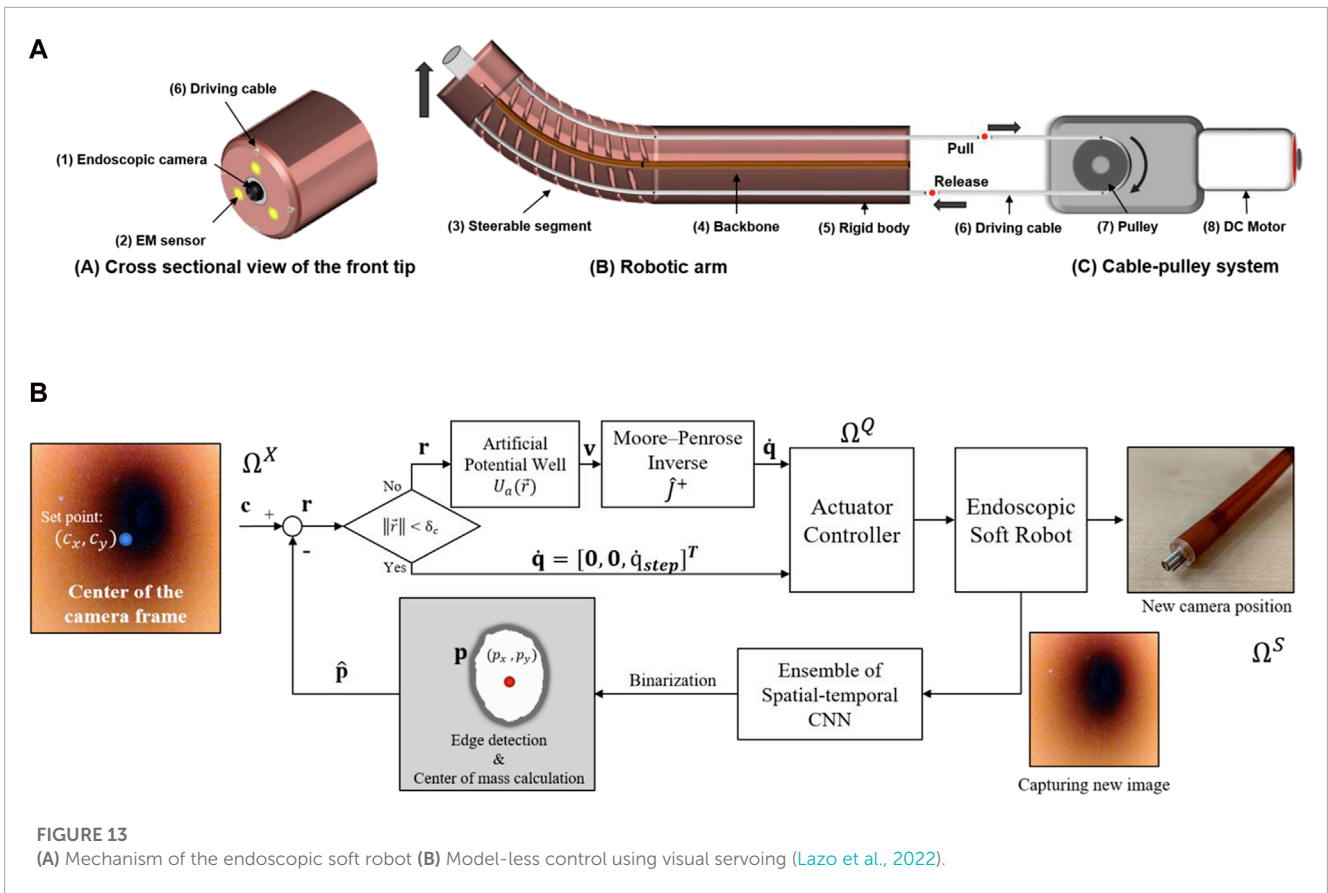 A
(6) Driving cable
(1) Endoscopic camera
(2) EM sensor
(A) Cross sectional view of the front tip
(3) Steerable segment
(4) Backbone
(5) Rigid body
(B) Robotic arm
Pull
Release
(6) Driving cable
(7) Pulley
(8) DC Motor
(C) Cable-pulley system
B
Set point:
(c_x, c_y)
Center of the
camera frame
Ω^X
c
+
-
r
‖r⃗‖ < δ_c
No
Yes
r
Artificial
Potential Well
U_a(r⃗)
v
Moore–Penrose
Inverse
Ĵ^+
q̇
q̇ = [0, 0, q̇_step]^T
Ω^Q
Actuator
Controller
Endoscopic
Soft Robot
New camera position
Ω^S
Capturing new image
Ensemble of
Spatial-temporal
CNN
Binarization
p
(p_x, p_y)
Edge detection
&
Center of mass calculation
p̂
FIGURE 13
(A) Mechanism of the endoscopic soft robot (B) Model-less control using visual servoing (Lazo et al., 2022).